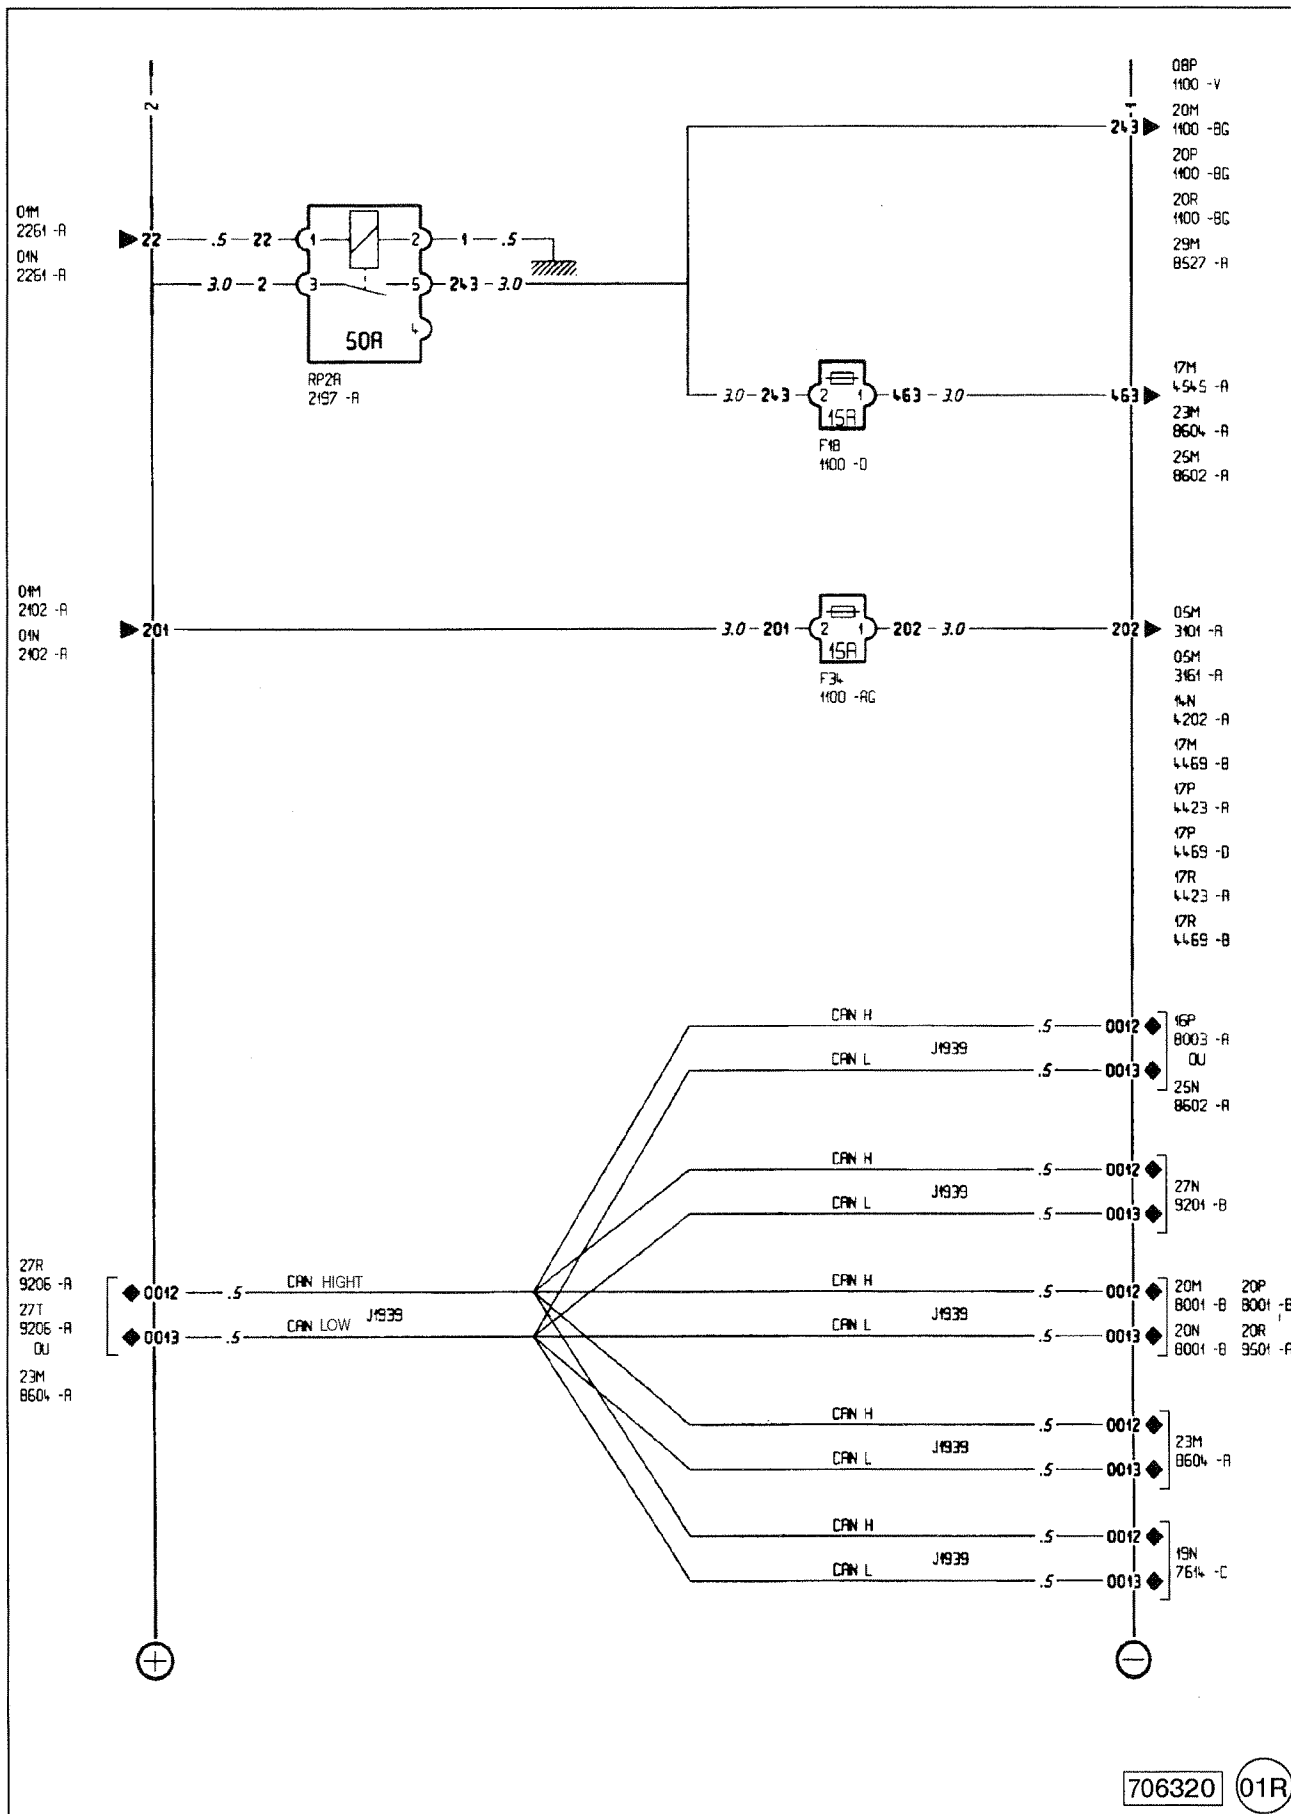 2
1
08P
1100 -V
20M
1100 -BG
20P
1100 -BG
20R
1100 -BG
29M
8527 -A
243
01M
2261 -A
01N
2261 -A
22 .5 22 1 2 1 .5
3.0 2 3 5 243 3.0
4
50A
RP2A
2197 -A
3.0 243 2 1 463 3.0 463
15A
F18
1100 -O
17M
4545 -A
23M
8604 -A
25M
8602 -A
01M
2102 -A
01N
2102 -A
201 3.0 201 2 1 202 3.0 202
15A
F34
1100 -AG
05M
3101 -A
05M
3161 -A
14N
4202 -A
17M
4469 -B
17P
4423 -A
17P
4469 -D
17R
4423 -A
17R
4469 -B
CAN H .5 0012
J1939
CAN L .5 0013
16P
8003 -A
OU
25N
8602 -A
CAN H .5 0012
J1939
CAN L .5 0013
27N
9201 -B
27R
9206 -A
27T
9206 -A
OU
23M
8604 -A
0012 .5 CAN HIGHT
J1939
0013 .5 CAN LOW
CAN H .5 0012
J1939
CAN L .5 0013
20M 20P
8001 -B 8001 -B
20N 20R
8001 -B 9501 -A
CAN H .5 0012
J1939
CAN L .5 0013
23M
8604 -A
CAN H .5 0012
J1939
CAN L .5 0013
19N
7614 -C
706320 01R